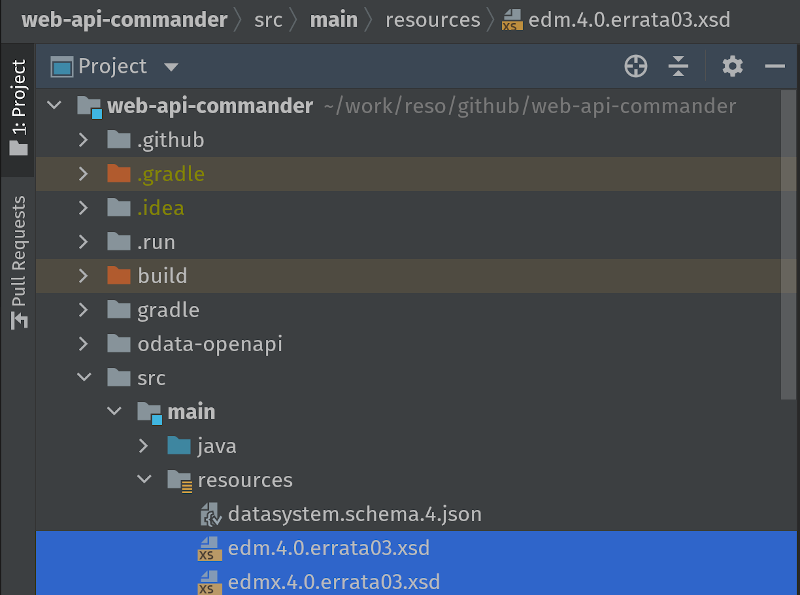 web-api-commander src main resources edm.4.0.errata03.xsd
1: Project
Pull Requests
Project
web-api-commander ~/work/reso/github/web-api-commander
.github
.gradle
.idea
.run
build
gradle
odata-openapi
src
main
java
resources
datasystem.schema.4.json
edm.4.0.errata03.xsd
edmx.4.0.errata03.xsd